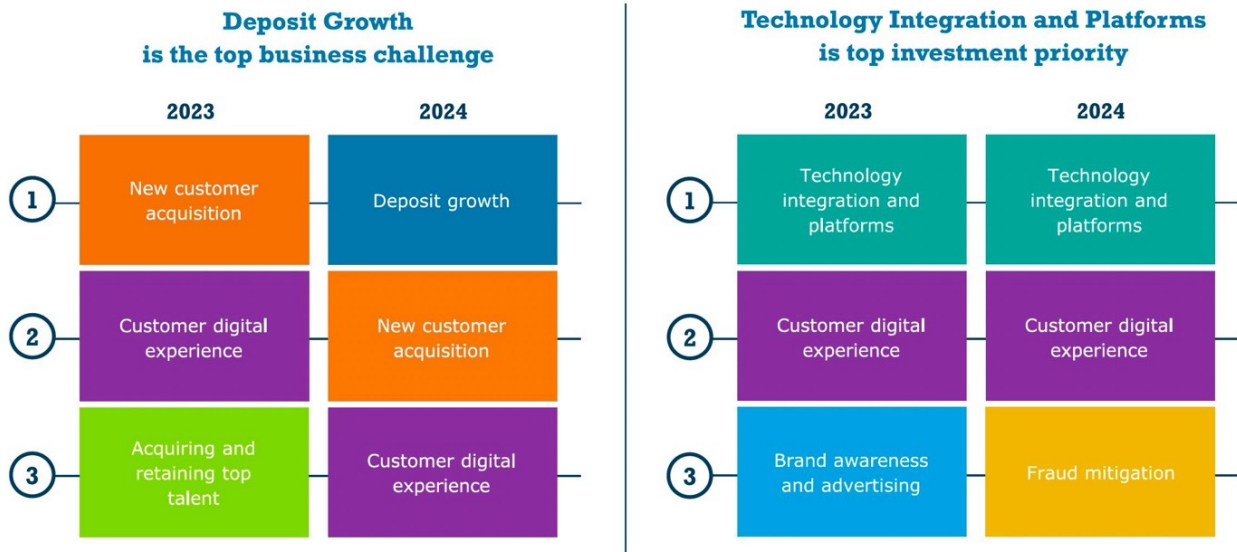 Deposit Growth
is the top business challenge
2023
2024
1
New customer
acquisition
Deposit growth
2
Customer digital
experience
New customer
acquisition
3
Acquiring and
retaining top
talent
Customer digital
experience
Technology Integration and Platforms
is top investment priority
2023
2024
1
Technology
integration and
platforms
Technology
integration and
platforms
2
Customer digital
experience
Customer digital
experience
3
Brand awareness
and advertising
Fraud mitigation